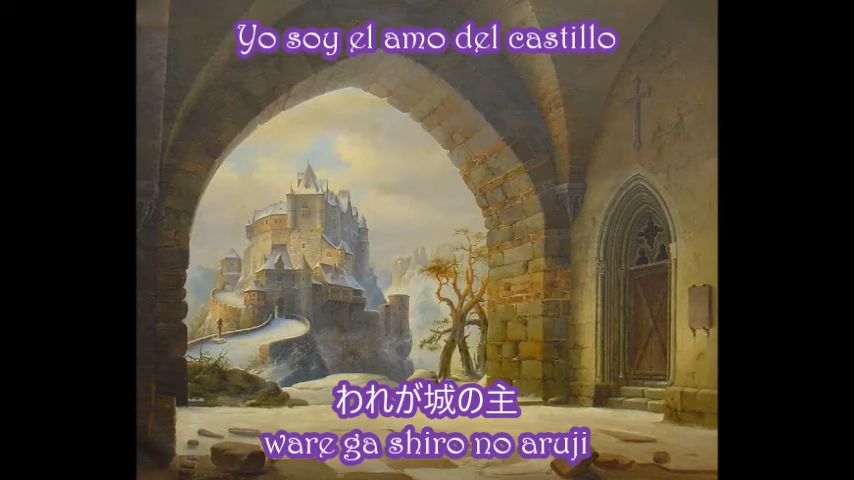 Yo soy el amo del castillo
われが城の主
ware ga shiro no aruji